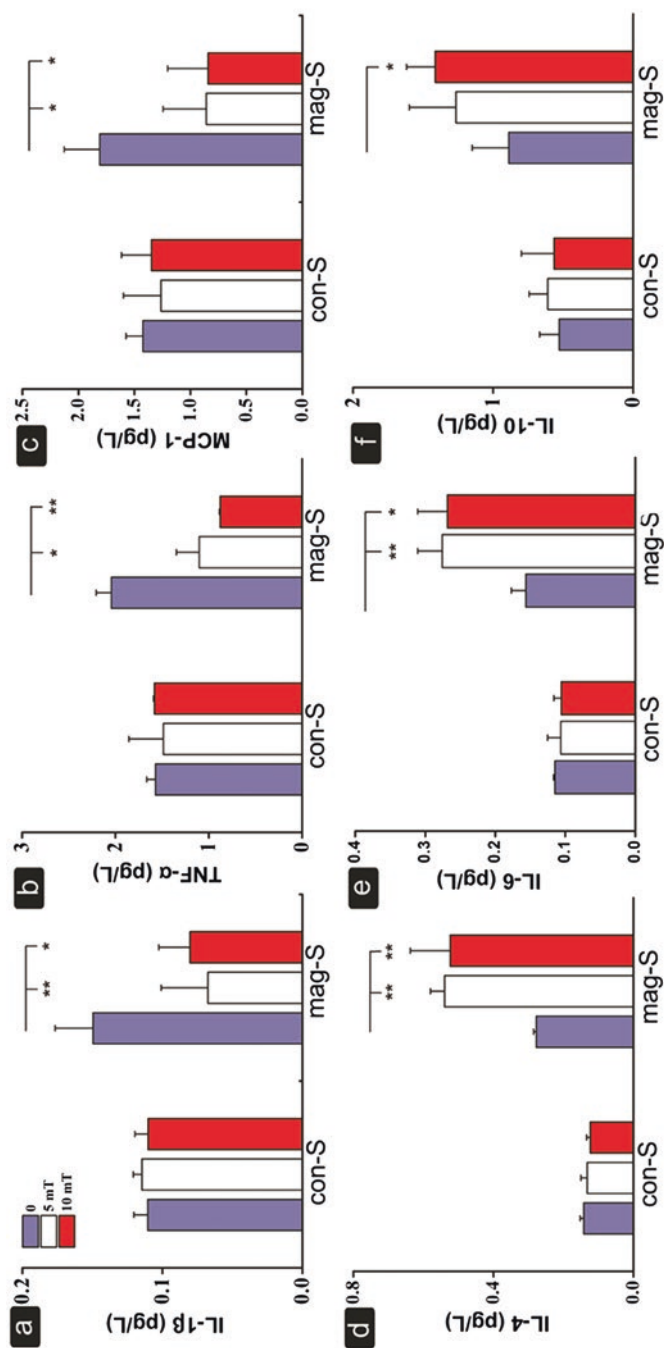 a
0
5 mT
10 mT
IL-1β (pg/L)
0.2
0.1
0.0
con-S
mag-S
** *
b
TNF-α (pg/L)
3
2
1
0
con-S
mag-S
* **
c
MCP-1 (pg/L)
2.5
2.0
1.5
1.0
0.5
0.0
con-S
mag-S
* *
d
IL-4 (pg/L)
0.8
0.4
0.0
con-S
mag-S
** **
e
IL-6 (pg/L)
0.4
0.3
0.2
0.1
0.0
con-S
mag-S
** *
f
IL-10 (pg/L)
2
1
0
con-S
mag-S
*